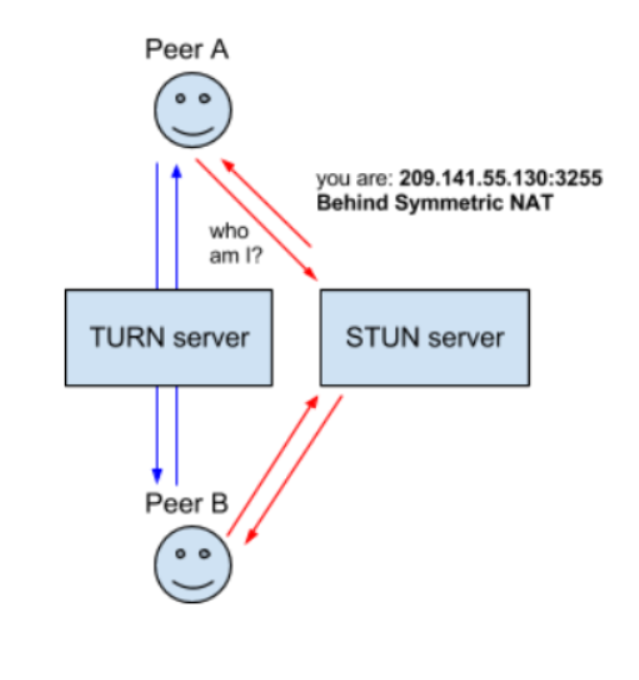 Peer A
you are: 209.141.55.130:3255
Behind Symmetric NAT
who
am I?
TURN server
STUN server
Peer B